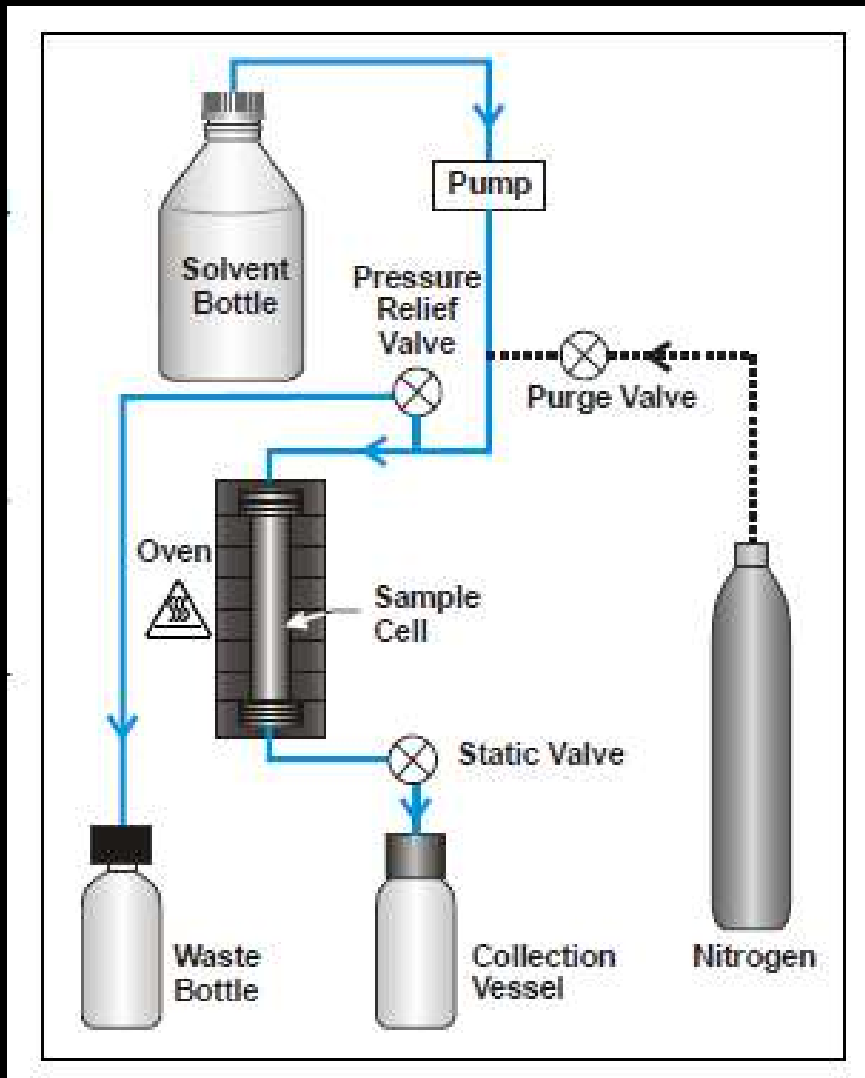 Pump
Solvent
Bottle
Pressure
Relief
Valve
Purge Valve
Oven
Sample
Cell
Static Valve
Waste
Bottle
Collection
Vessel
Nitrogen